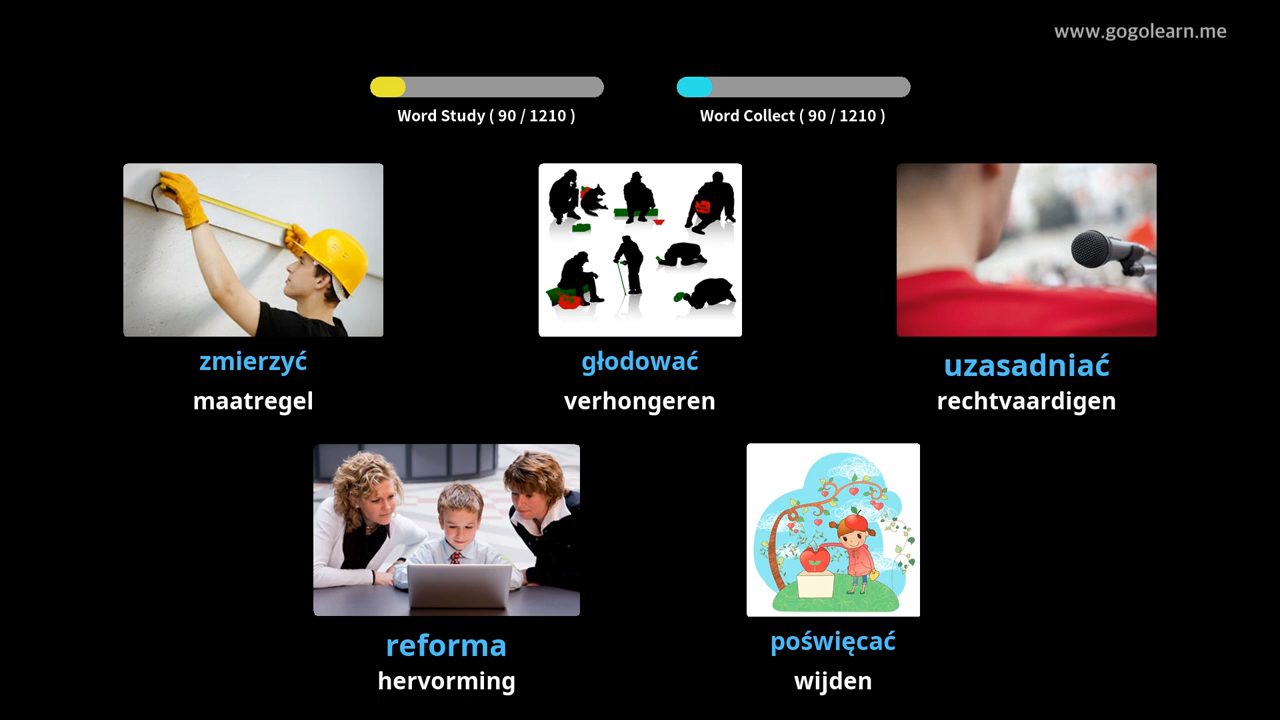 www.gogolearn.me
Word Study ( 90 / 1210 )
Word Collect ( 90 / 1210 )
zmierzyć
maatregel
głodować
verhongeren
uzasadniać
rechtvaardigen
reforma
hervorming
poświęcać
wijden